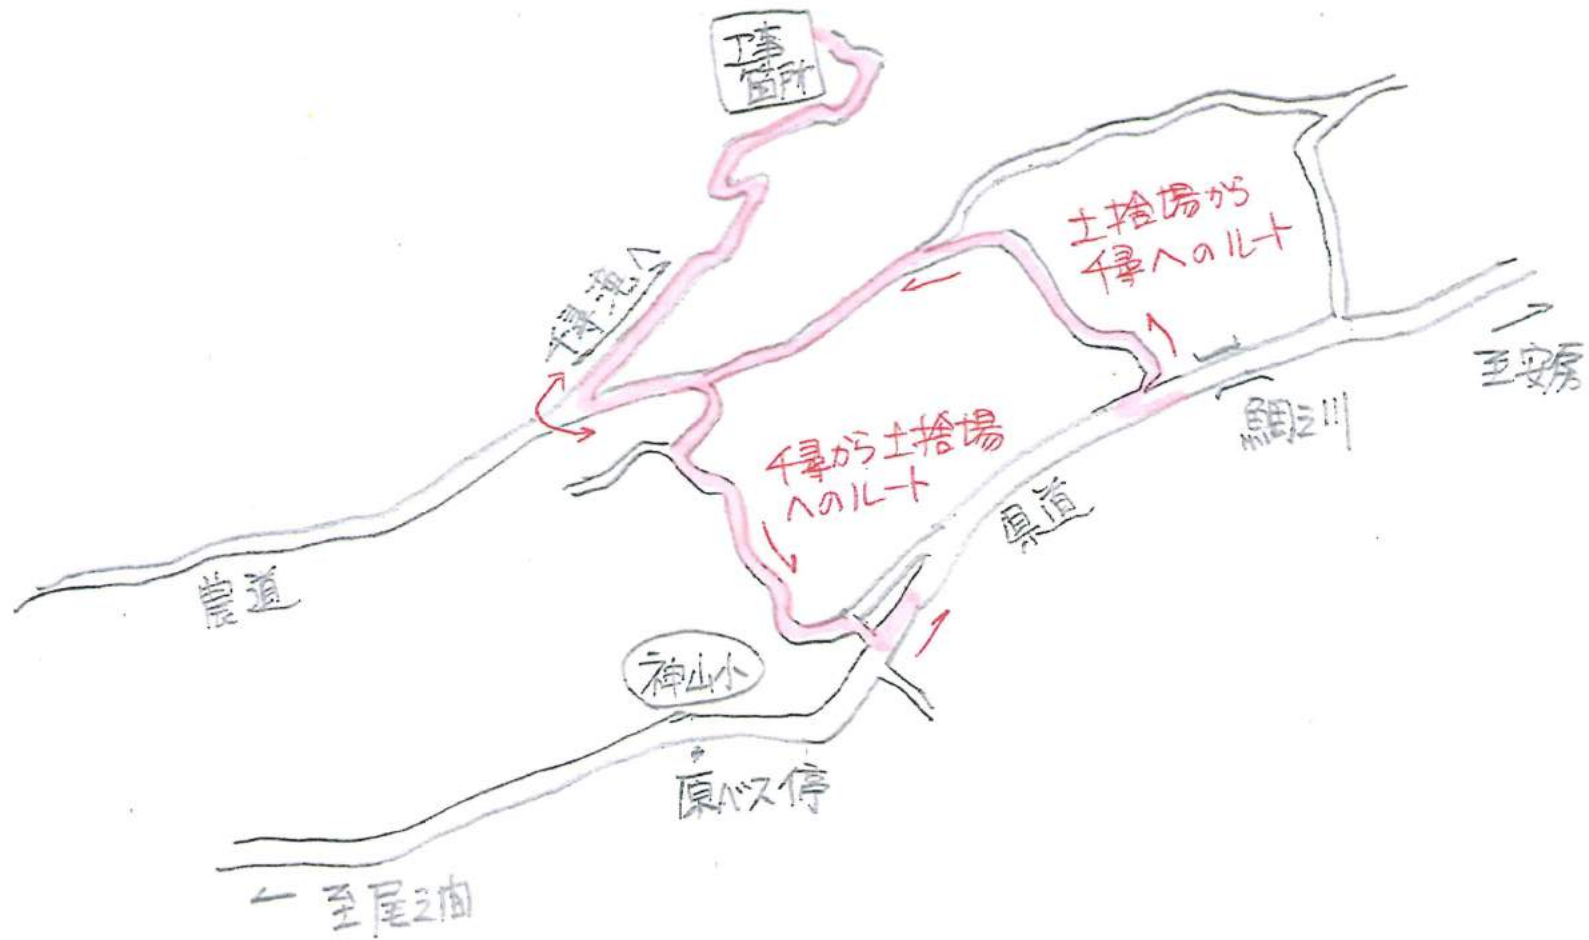 工事
箇所
千尋滝へ
土捨場から
千尋へのルート
至安房
鯛之川
千尋から土捨場
へのルート
県道
農道
神山小
原バス停
至尾之間